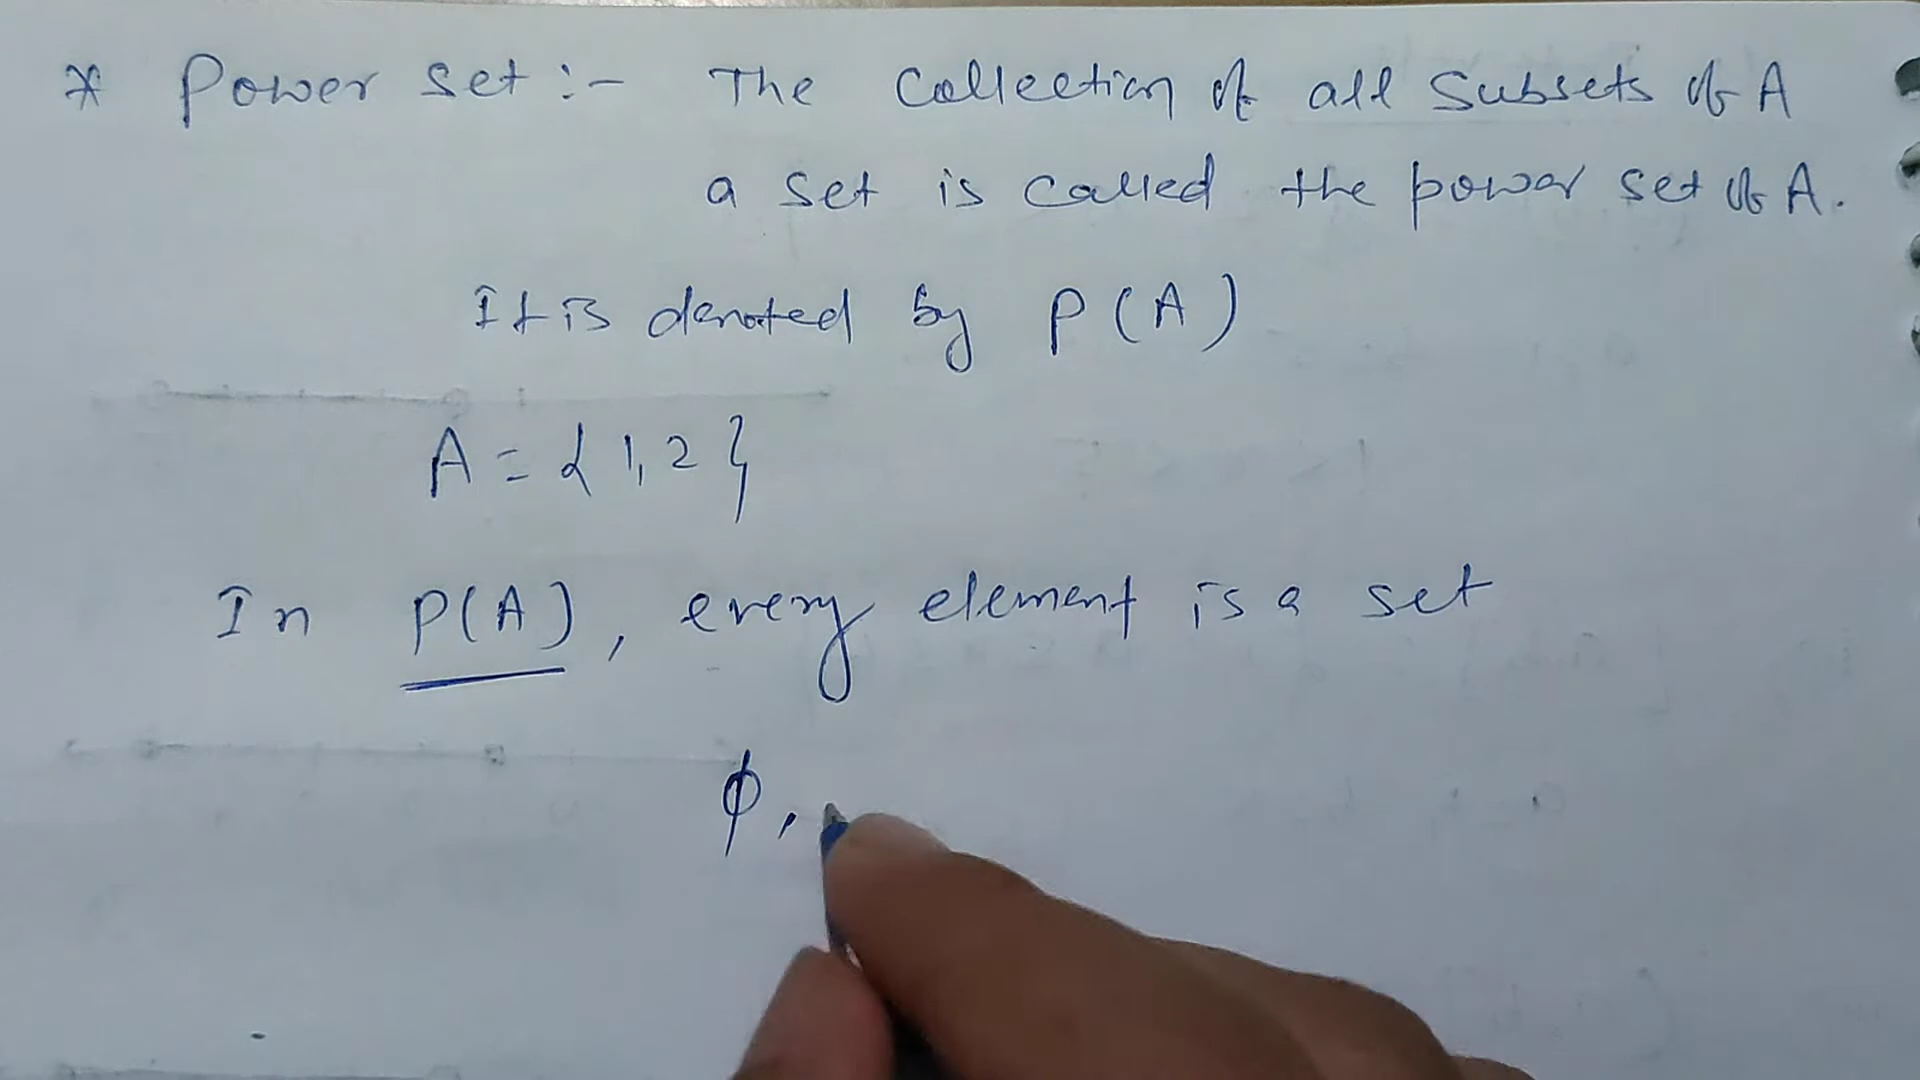 * Power set :- The Collection of all Subsets of A
a set is called the power set of A.
It is denoted by P(A)
A = {1,2}
In P(A), every element is a set
ϕ,